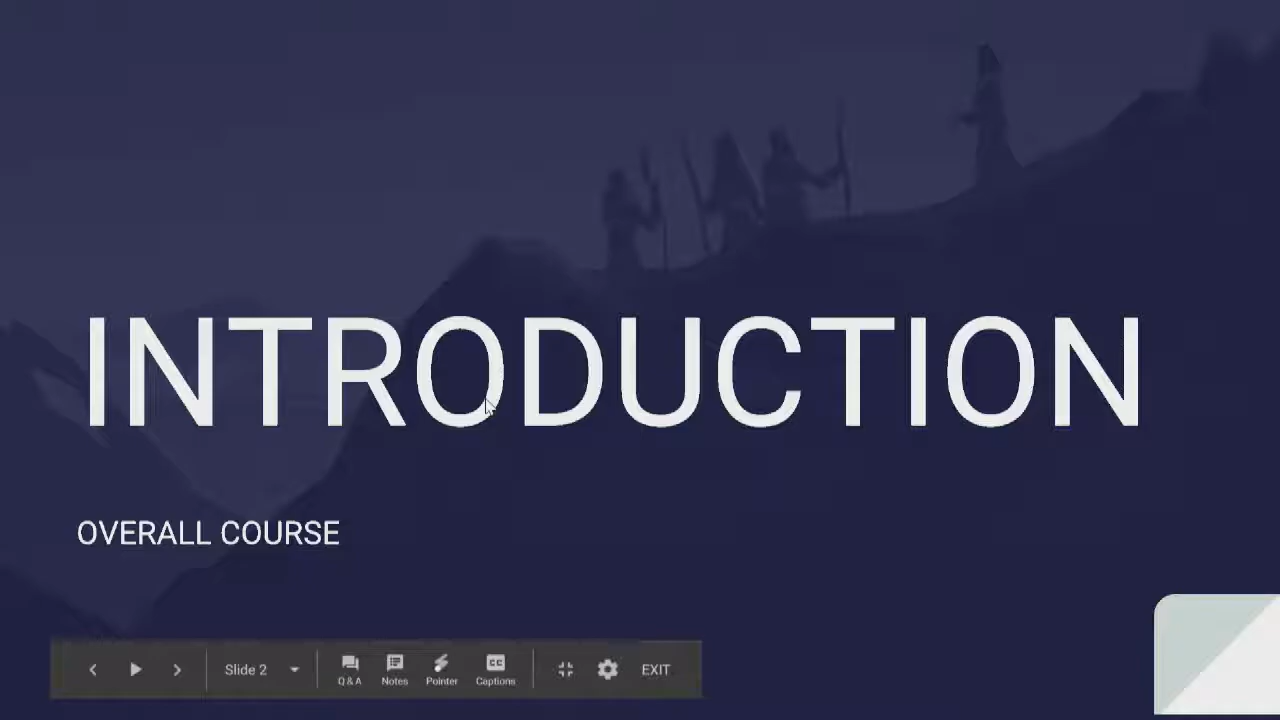 INTRODUCTION
OVERALL COURSE
Slide 2
Q & A
Notes
Pointer
CC
Captions
EXIT